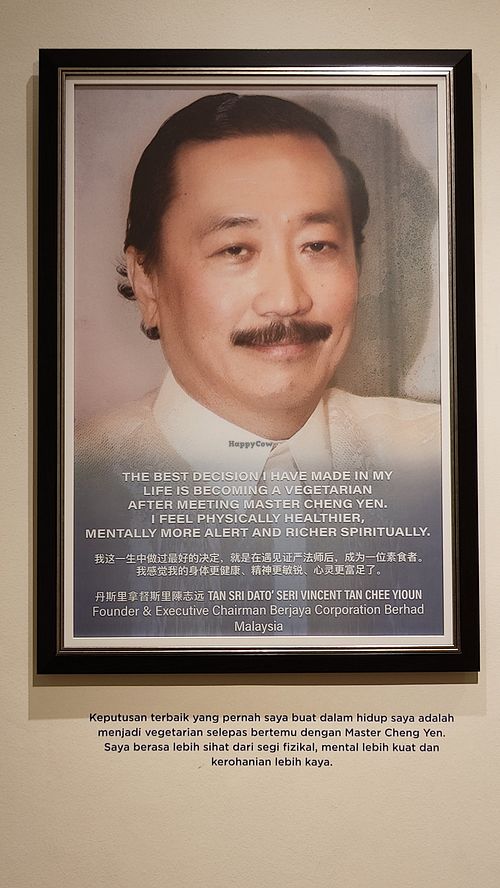 HappyCow
THE BEST DECISION I HAVE MADE IN MY
LIFE IS BECOMING A VEGETARIAN
AFTER MEETING MASTER CHENG YEN.
I FEEL PHYSICALLY HEALTHIER,
MENTALLY MORE ALERT AND RICHER SPIRITUALLY.
我这一生中做过最好的决定，就是在遇见证严法师后，成为一位素食者。
我感觉我的身体更健康、精神更敏锐、心灵更富足了。
丹斯里拿督斯里陳志远 TAN SRI DATO' SERI VINCENT TAN CHEE YIOUN
Founder & Executive Chairman Berjaya Corporation Berhad
Malaysia
Keputusan terbaik yang pernah saya buat dalam hidup saya adalah
menjadi vegetarian selepas bertemu dengan Master Cheng Yen.
Saya berasa lebih sihat dari segi fizikal, mental lebih kuat dan
kerohanian lebih kaya.